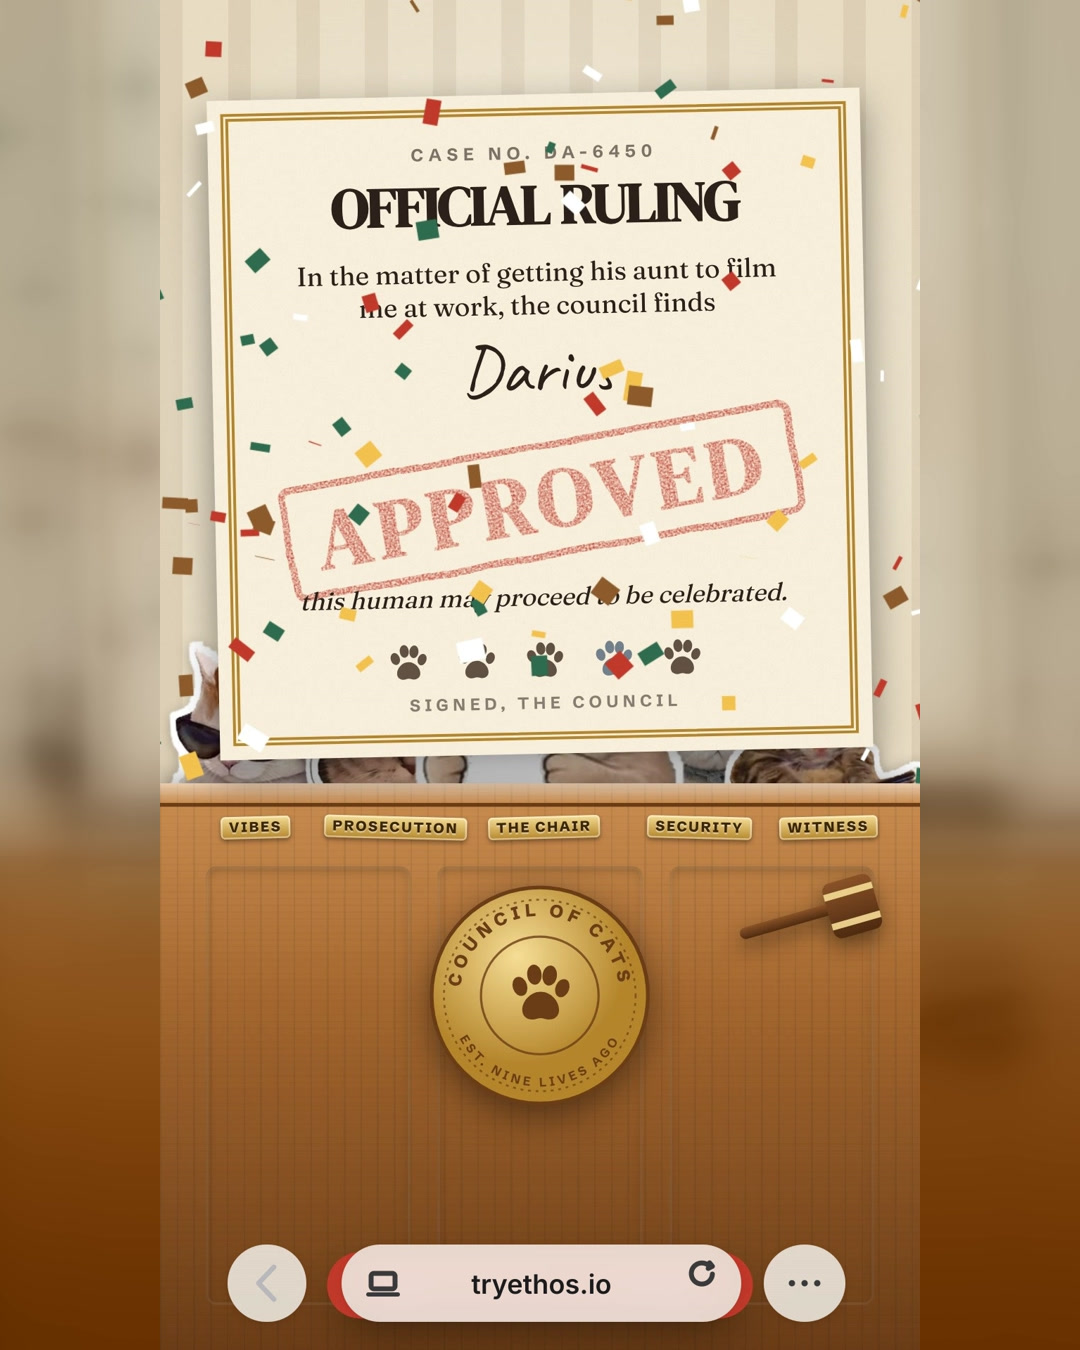 CASE NO. DA-6450
OFFICIAL RULING
In the matter of getting his aunt to film
me at work, the council finds
Darius
APPROVED
this human may proceed to be celebrated.
SIGNED, THE COUNCIL
VIBES
PROSECUTION
THE CHAIR
SECURITY
WITNESS
COUNCIL OF CATS
EST. NINE LIVES AGO
tryethos.io